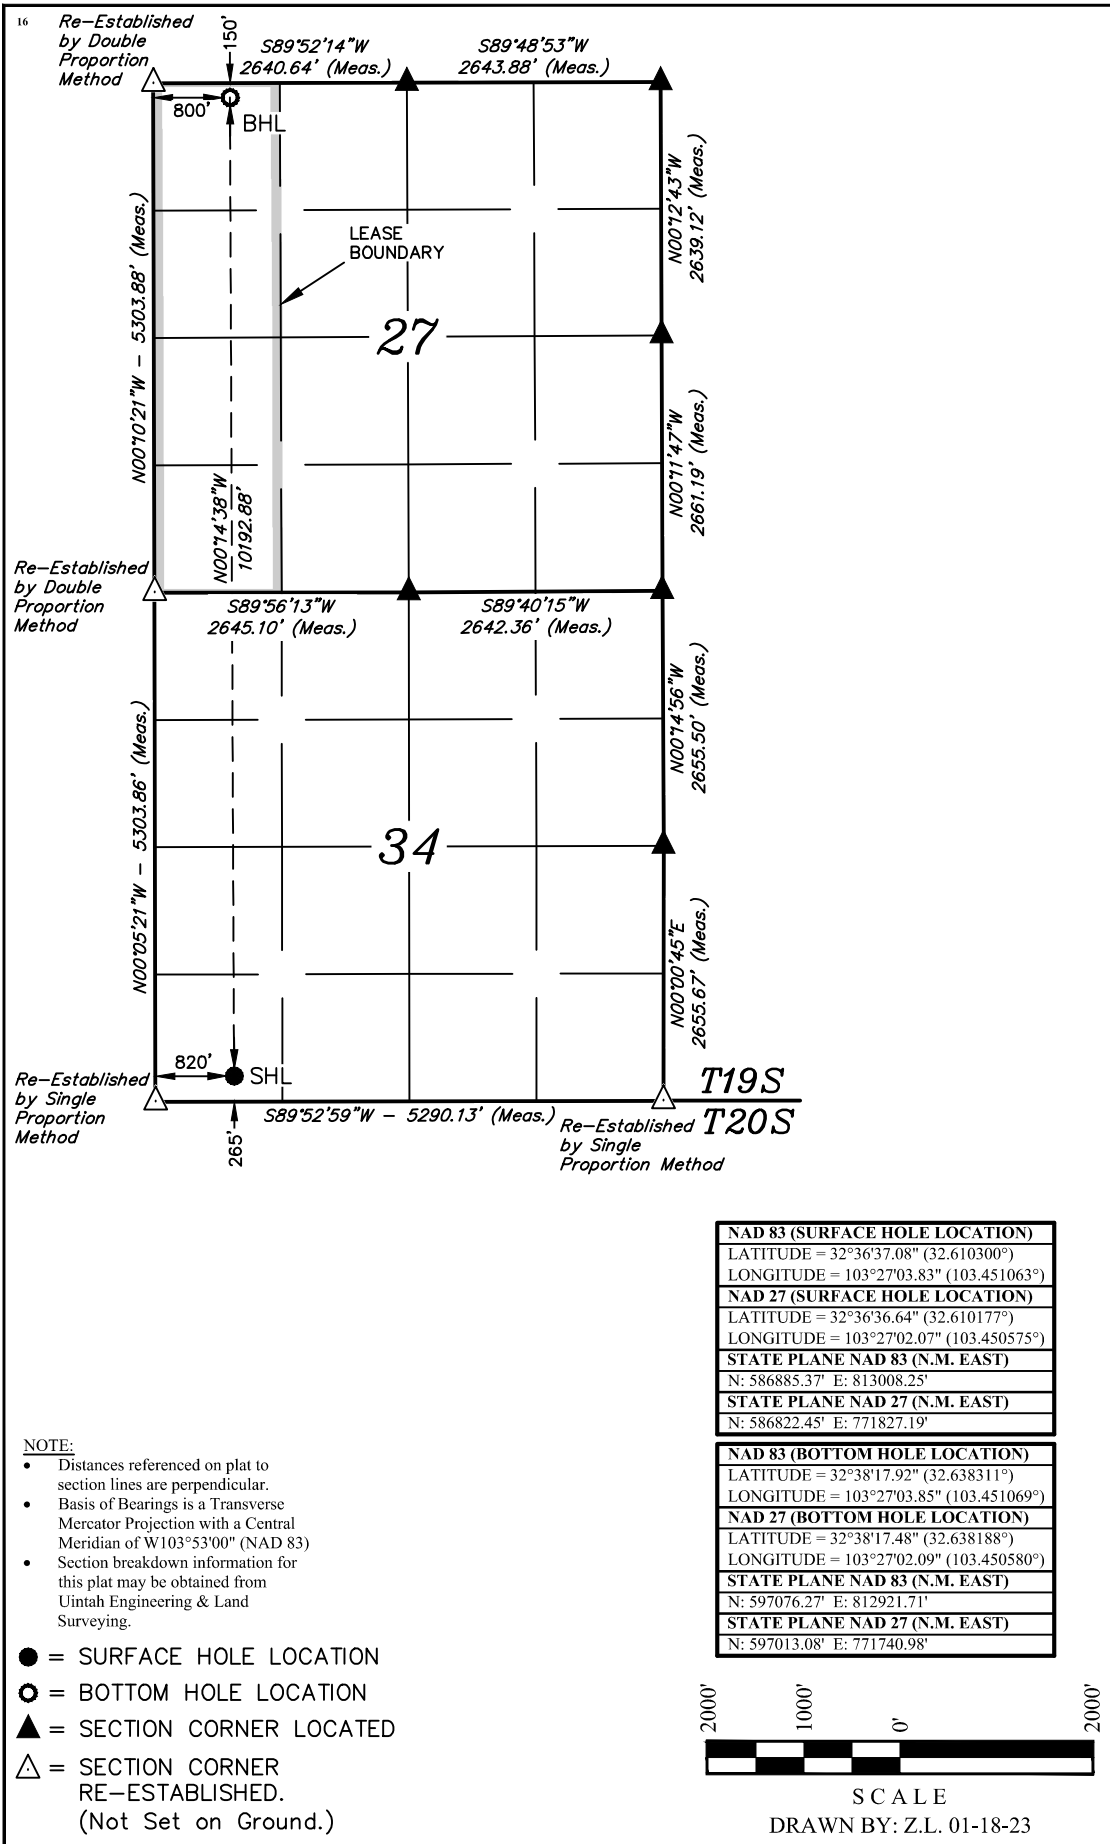 16
Re-Established
by Double
Proportion
Method
150'
S89°52'14"W
2640.64' (Meas.)
S89°48'53"W
2643.88' (Meas.)
800'
BHL
N00°10'21"W - 5303.88' (Meas.)
LEASE
BOUNDARY
N00°12'43"W
2639.12' (Meas.)
27
N00°14'38"W
10192.88'
N00°11'47"W
2661.19' (Meas.)
Re-Established
by Double
Proportion
Method
S89°56'13"W
2645.10' (Meas.)
S89°40'15"W
2642.36' (Meas.)
N00°05'21"W - 5303.86' (Meas.)
N00°14'56"W
2655.50' (Meas.)
34
N00°00'45"E
2655.67' (Meas.)
820'
SHL
Re-Established
by Single
Proportion
Method
265'
S89°52'59"W - 5290.13' (Meas.)
Re-Established
by Single
Proportion Method
T19S
T20S
NAD 83 (SURFACE HOLE LOCATION)
LATITUDE = 32°36'37.08" (32.610300°)
LONGITUDE = 103°27'03.83" (103.451063°)
NAD 27 (SURFACE HOLE LOCATION)
LATITUDE = 32°36'36.64" (32.610177°)
LONGITUDE = 103°27'02.07" (103.450575°)
STATE PLANE NAD 83 (N.M. EAST)
N: 586885.37' E: 813008.25'
STATE PLANE NAD 27 (N.M. EAST)
N: 586822.45' E: 771827.19'
NAD 83 (BOTTOM HOLE LOCATION)
LATITUDE = 32°38'17.92" (32.638311°)
LONGITUDE = 103°27'03.85" (103.451069°)
NAD 27 (BOTTOM HOLE LOCATION)
LATITUDE = 32°38'17.48" (32.638188°)
LONGITUDE = 103°27'02.09" (103.450580°)
STATE PLANE NAD 83 (N.M. EAST)
N: 597076.27' E: 812921.71'
STATE PLANE NAD 27 (N.M. EAST)
N: 597013.08' E: 771740.98'
NOTE:
• Distances referenced on plat to
section lines are perpendicular.
• Basis of Bearings is a Transverse
Mercator Projection with a Central
Meridian of W103°53'00" (NAD 83)
• Section breakdown information for
this plat may be obtained from
Uintah Engineering & Land
Surveying.
= SURFACE HOLE LOCATION
= BOTTOM HOLE LOCATION
= SECTION CORNER LOCATED
= SECTION CORNER
RE-ESTABLISHED.
(Not Set on Ground.)
2000' 1000' 0' 2000'
SCALE
DRAWN BY: Z.L. 01-18-23